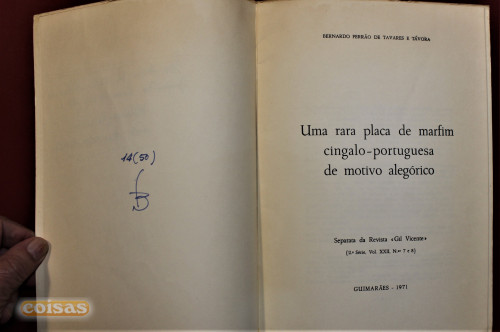 14(50)
B
BERNARDO FERRÃO DE TAVARES E TÁVORA
Uma rara placa de marfim
cingalo-portuguesa
de motivo alegórico
Separata da Revista «Gil Vicente»
(2.ª Série, Vol. XXII, N.os 7 e 8)
GUIMARÃES - 1971
coisas